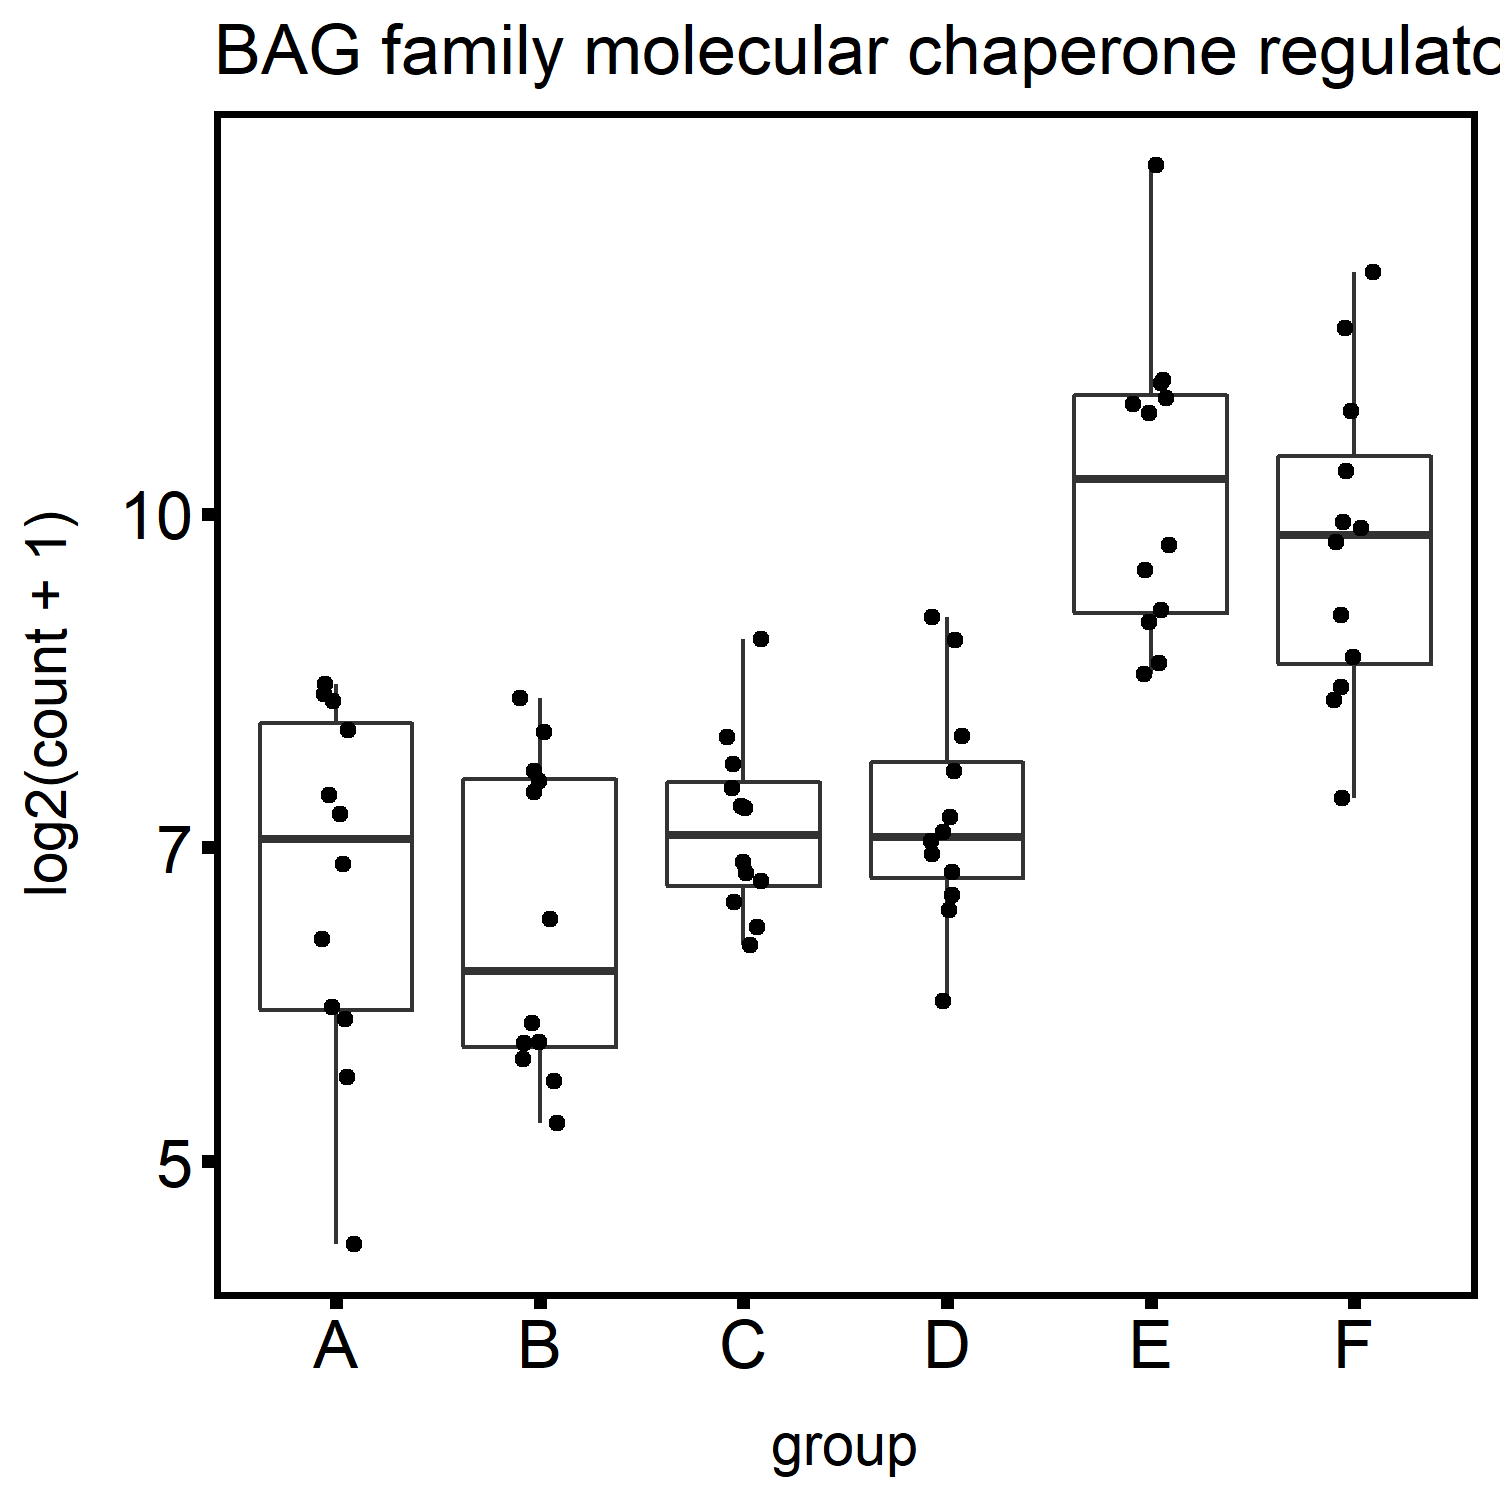 BAG family molecular chaperone regulato
log2(count + 1)
10
7
5
A B C D E F
group